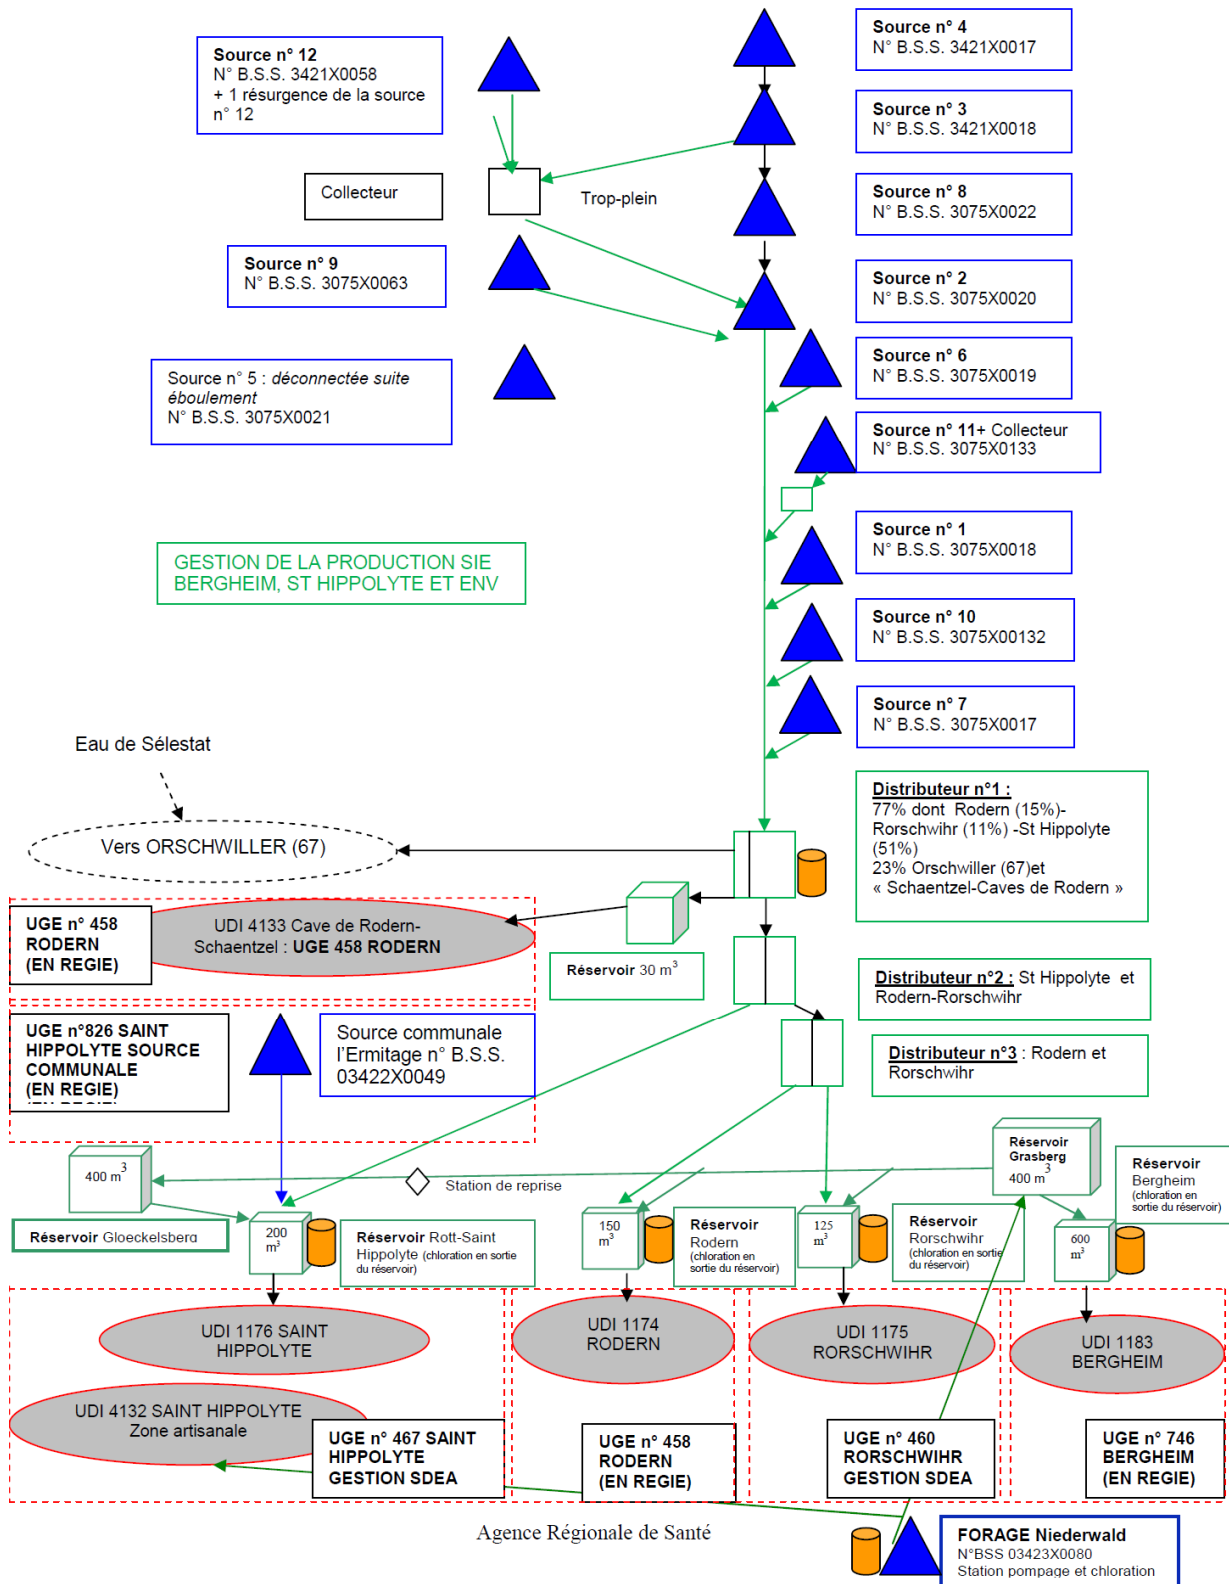 Source n° 12
N° B.S.S. 3421X0058
+ 1 résurgence de la source
n° 12
Source n° 4
N° B.S.S. 3421X0017
Source n° 3
N° B.S.S. 3421X0018
Collecteur
Trop-plein
Source n° 8
N° B.S.S. 3075X0022
Source n° 9
N° B.S.S. 3075X0063
Source n° 2
N° B.S.S. 3075X0020
Source n° 5 : déconnectée suite
éboulement
N° B.S.S. 3075X0021
Source n° 6
N° B.S.S. 3075X0019
Source n° 11+ Collecteur
N° B.S.S. 3075X0133
GESTION DE LA PRODUCTION SIE
BERGHEIM, ST HIPPOLYTE ET ENV
Source n° 1
N° B.S.S. 3075X0018
Source n° 10
N° B.S.S. 3075X00132
Source n° 7
N° B.S.S. 3075X0017
Eau de Sélestat
Vers ORSCHWILLER (67)
Distributeur n°1 :
77% dont Rodern (15%)-
Rorschwihr (11%) -St Hippolyte
(51%)
23% Orschwiller (67)et
« Schaentzel-Caves de Rodern »
UGE n° 458
RODERN
(EN REGIE)
UDI 4133 Cave de Rodern-
Schaentzel : UGE 458 RODERN
Réservoir 30 m3
Distributeur n°2 : St Hippolyte et
Rodern-Rorschwihr
UGE n°826 SAINT
HIPPOLYTE SOURCE
COMMUNALE
(EN REGIE)
(EN REGIE)
Source communale
l'Ermitage n° B.S.S.
03422X0049
Distributeur n°3 : Rodern et
Rorschwihr
400 m3
Station de reprise
Réservoir
Grasberg
400 m3
Réservoir
Bergheim
(chloration en
sortie du réservoir)
Réservoir Gloeckelsberg
200
m3
Réservoir Rott-Saint
Hippolyte (chloration en sortie
du réservoir)
150
m3
Réservoir
Rodern
(chloration en
sortie du réservoir)
125
m3
Réservoir
Rorschwihr
(chloration en
sortie du réservoir)
600
m3
UDI 1176 SAINT
HIPPOLYTE
UDI 1174
RODERN
UDI 1175
RORSCHWIHR
UDI 1183
BERGHEIM
UDI 4132 SAINT HIPPOLYTE
Zone artisanale
UGE n° 467 SAINT
HIPPOLYTE
GESTION SDEA
UGE n° 458
RODERN
(EN REGIE)
UGE n° 460
RORSCHWIHR
GESTION SDEA
UGE n° 746
BERGHEIM
(EN REGIE)
Agence Régionale de Santé
FORAGE Niederwald
N°BSS 03423X0080
Station pompage et chloration